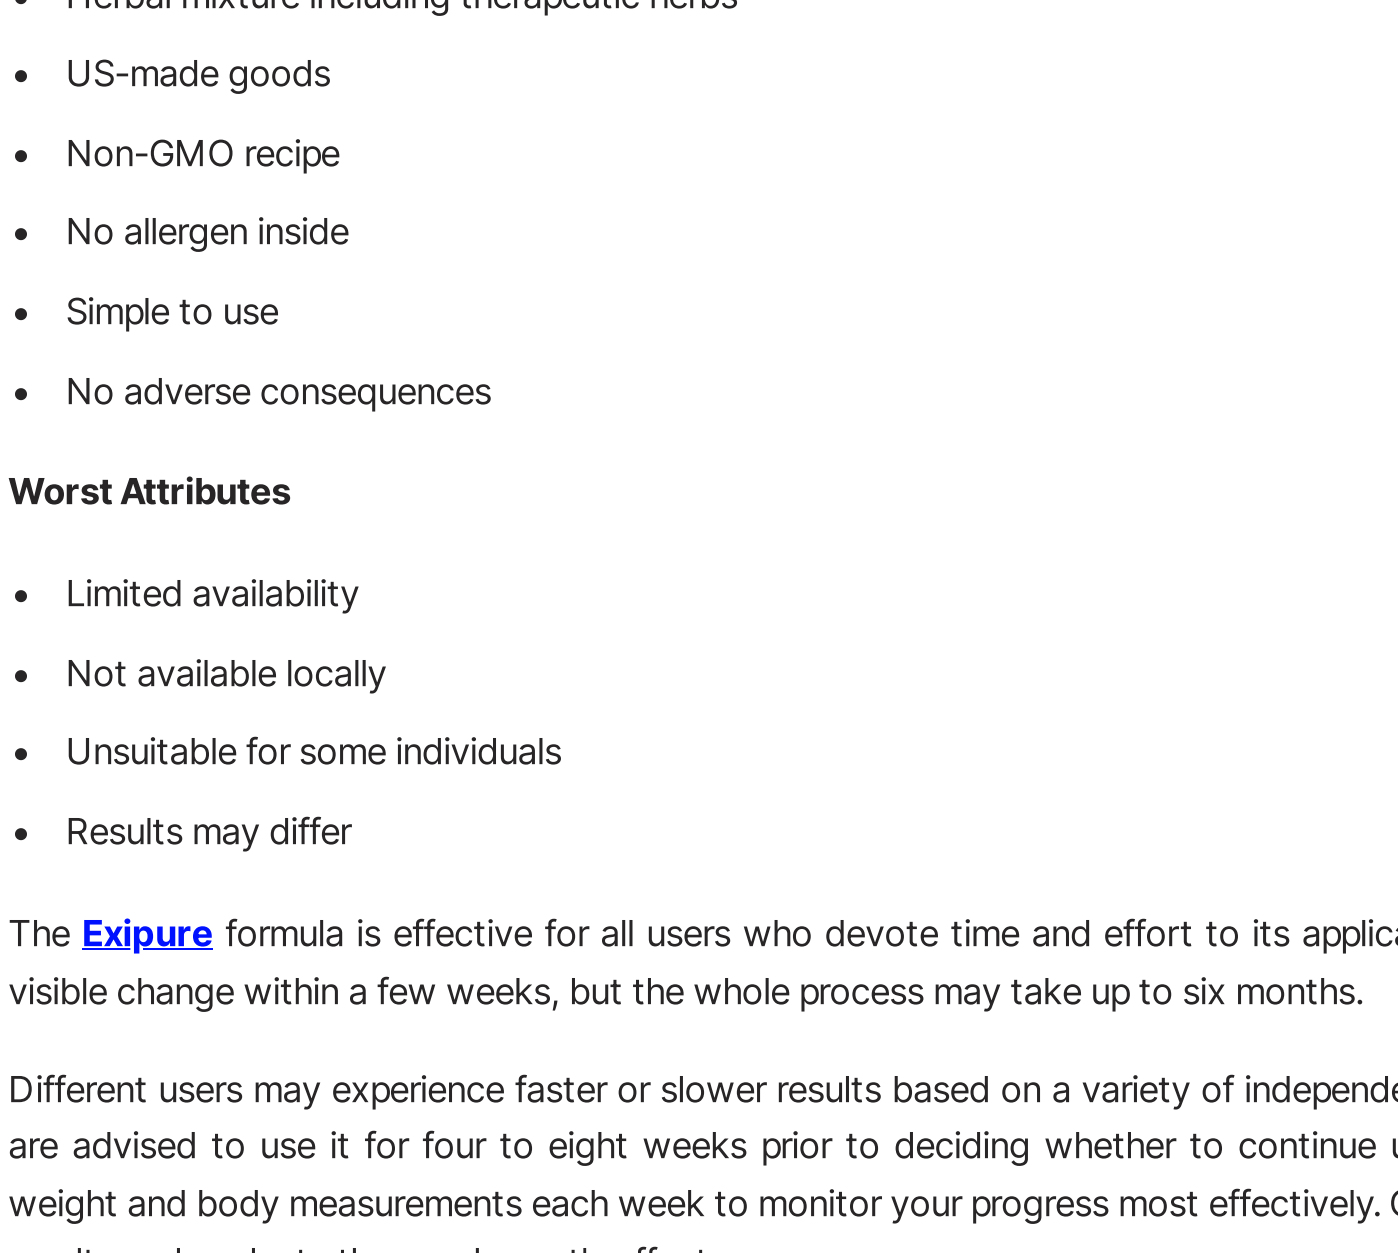 Herbal mixture including therapeutic herbs
• US-made goods
• Non-GMO recipe
• No allergen inside
• Simple to use
• No adverse consequences
Worst Attributes
• Limited availability
• Not available locally
• Unsuitable for some individuals
• Results may differ
The Exipure formula is effective for all users who devote time and effort to its
visible change within a few weeks, but the whole process may take up to six months.
Different users may experience faster or slower results based on a variety of
are advised to use it for four to eight weeks prior to deciding whether to continue
weight and body measurements each week to monitor your progress most effectively.